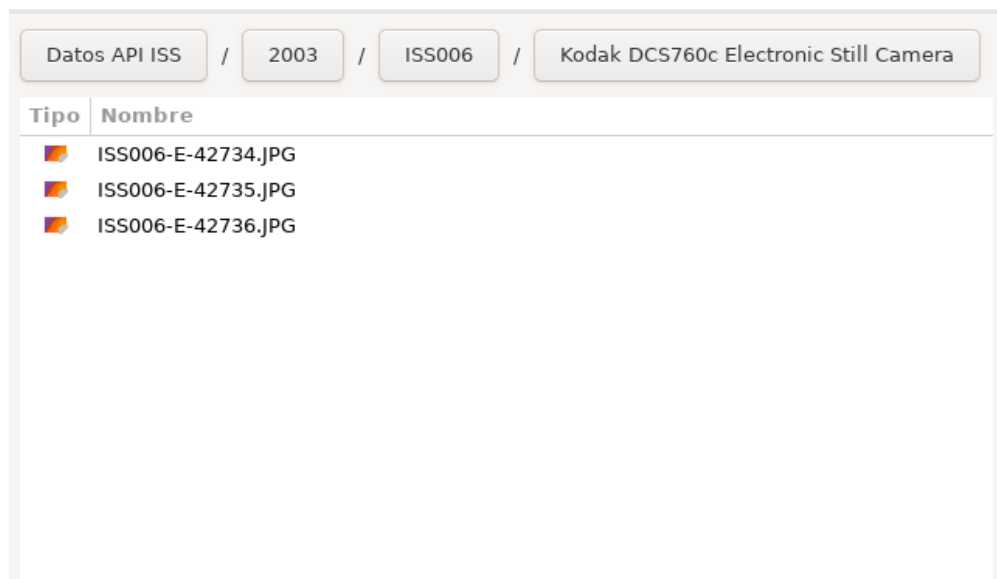 Datos API ISS / 2003 / ISS006 / Kodak DCS760c Electronic Still Camera
Tipo Nombre
ISS006-E-42734.JPG
ISS006-E-42735.JPG
ISS006-E-42736.JPG